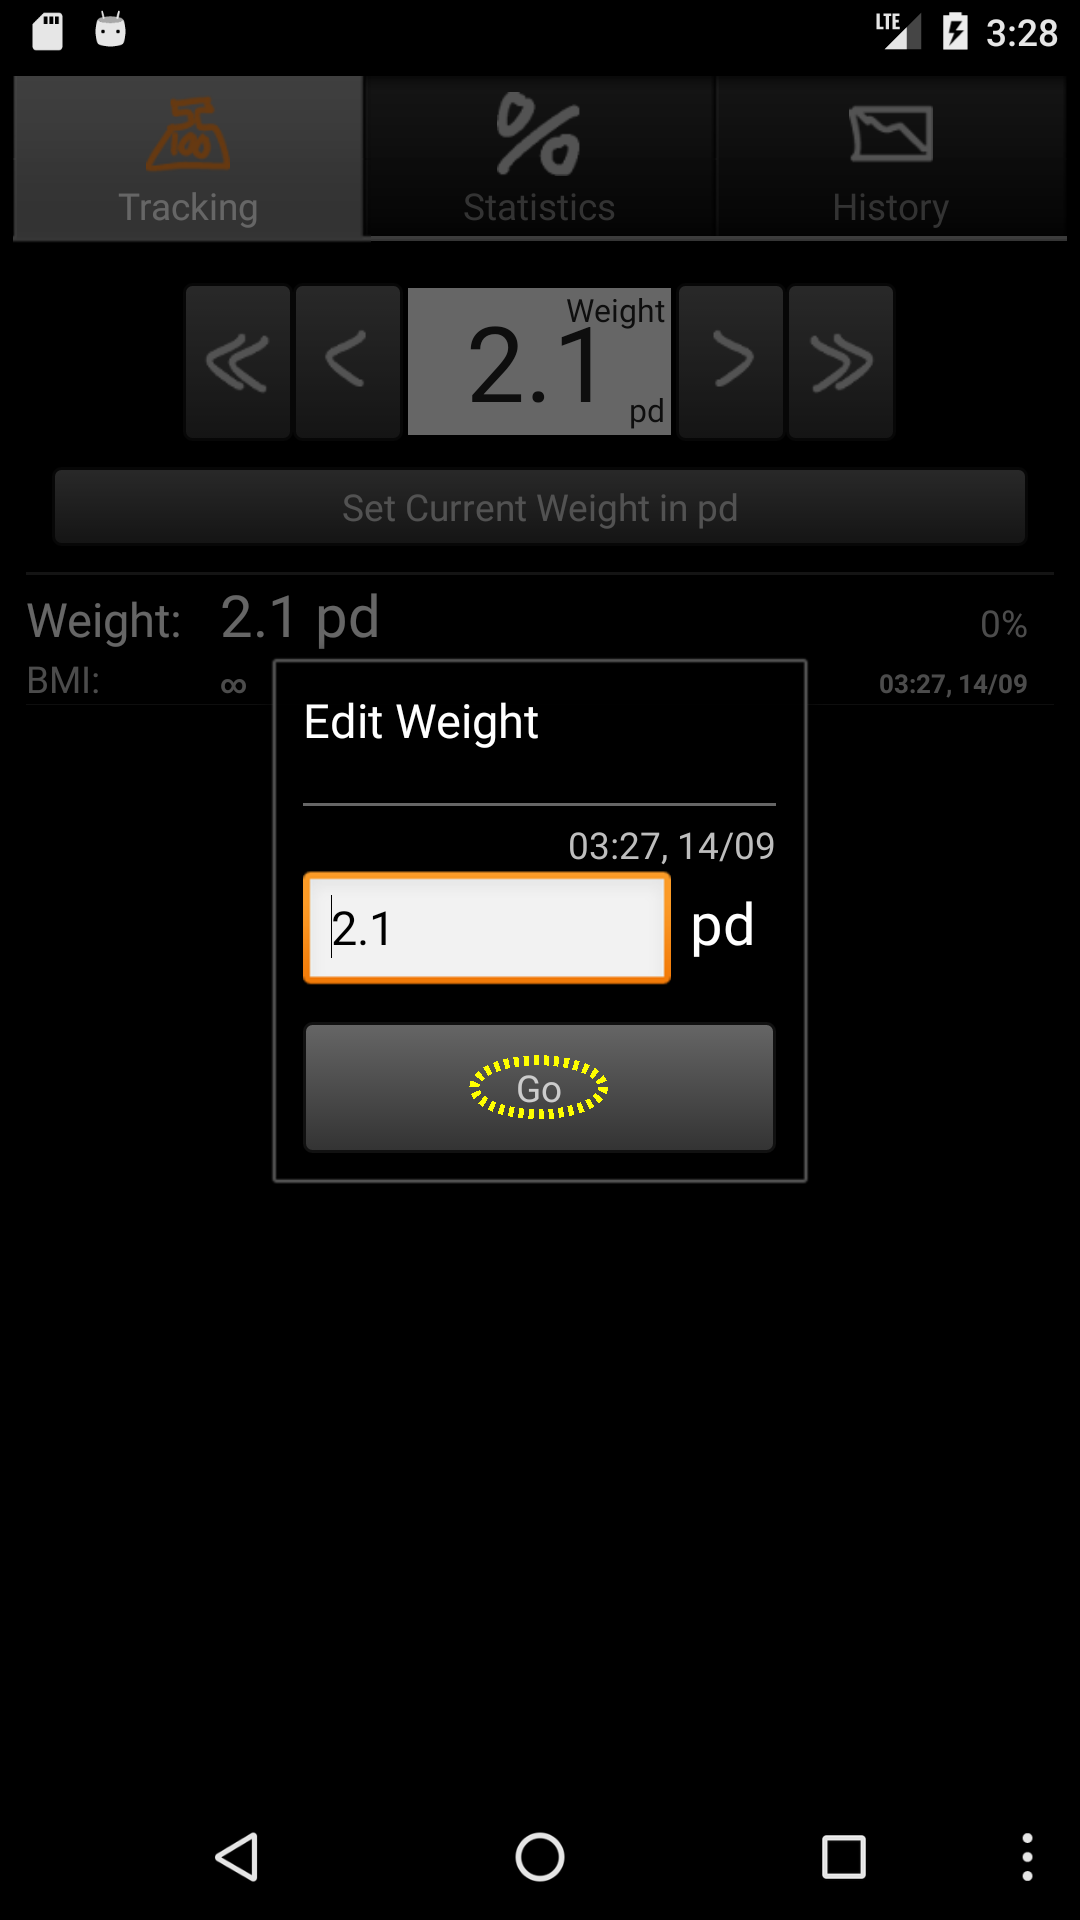 LTE 3:28
100
Tracking Statistics History
Weight
2.1
pd
Set Current Weight in pd
Weight: 2.1 pd 0%
BMI: ∞ 03:27, 14/09
Edit Weight
03:27, 14/09
2.1 pd
Go